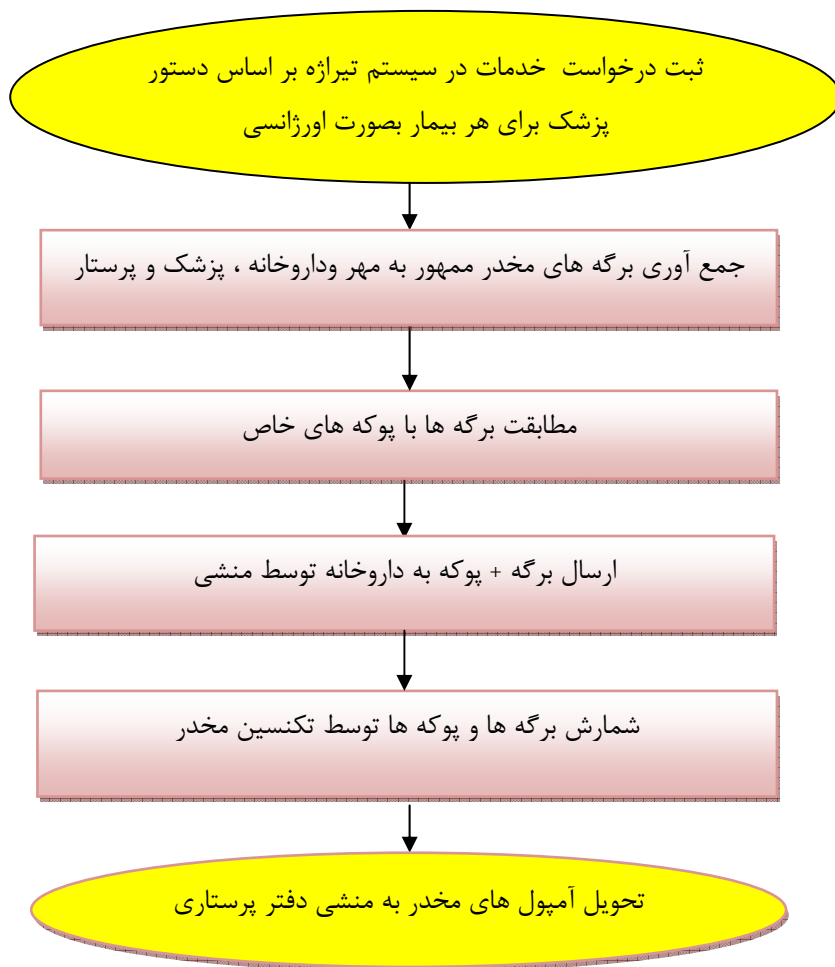 ثبت درخواست  خدمات در سیستم تیراژه بر اساس دستور
پزشک برای هر بیمار بصورت اورژانسی
جمع آوری برگه های مخدر ممهور به مهر وداروخانه ، پزشک و پرستار
مطابقت برگه ها با پوکه های خاص
ارسال برگه + پوکه به داروخانه توسط منشی
شمارش برگه ها و پوکه ها توسط تکنسین مخدر
تحویل آمپول های مخدر به منشی دفتر پرستاری